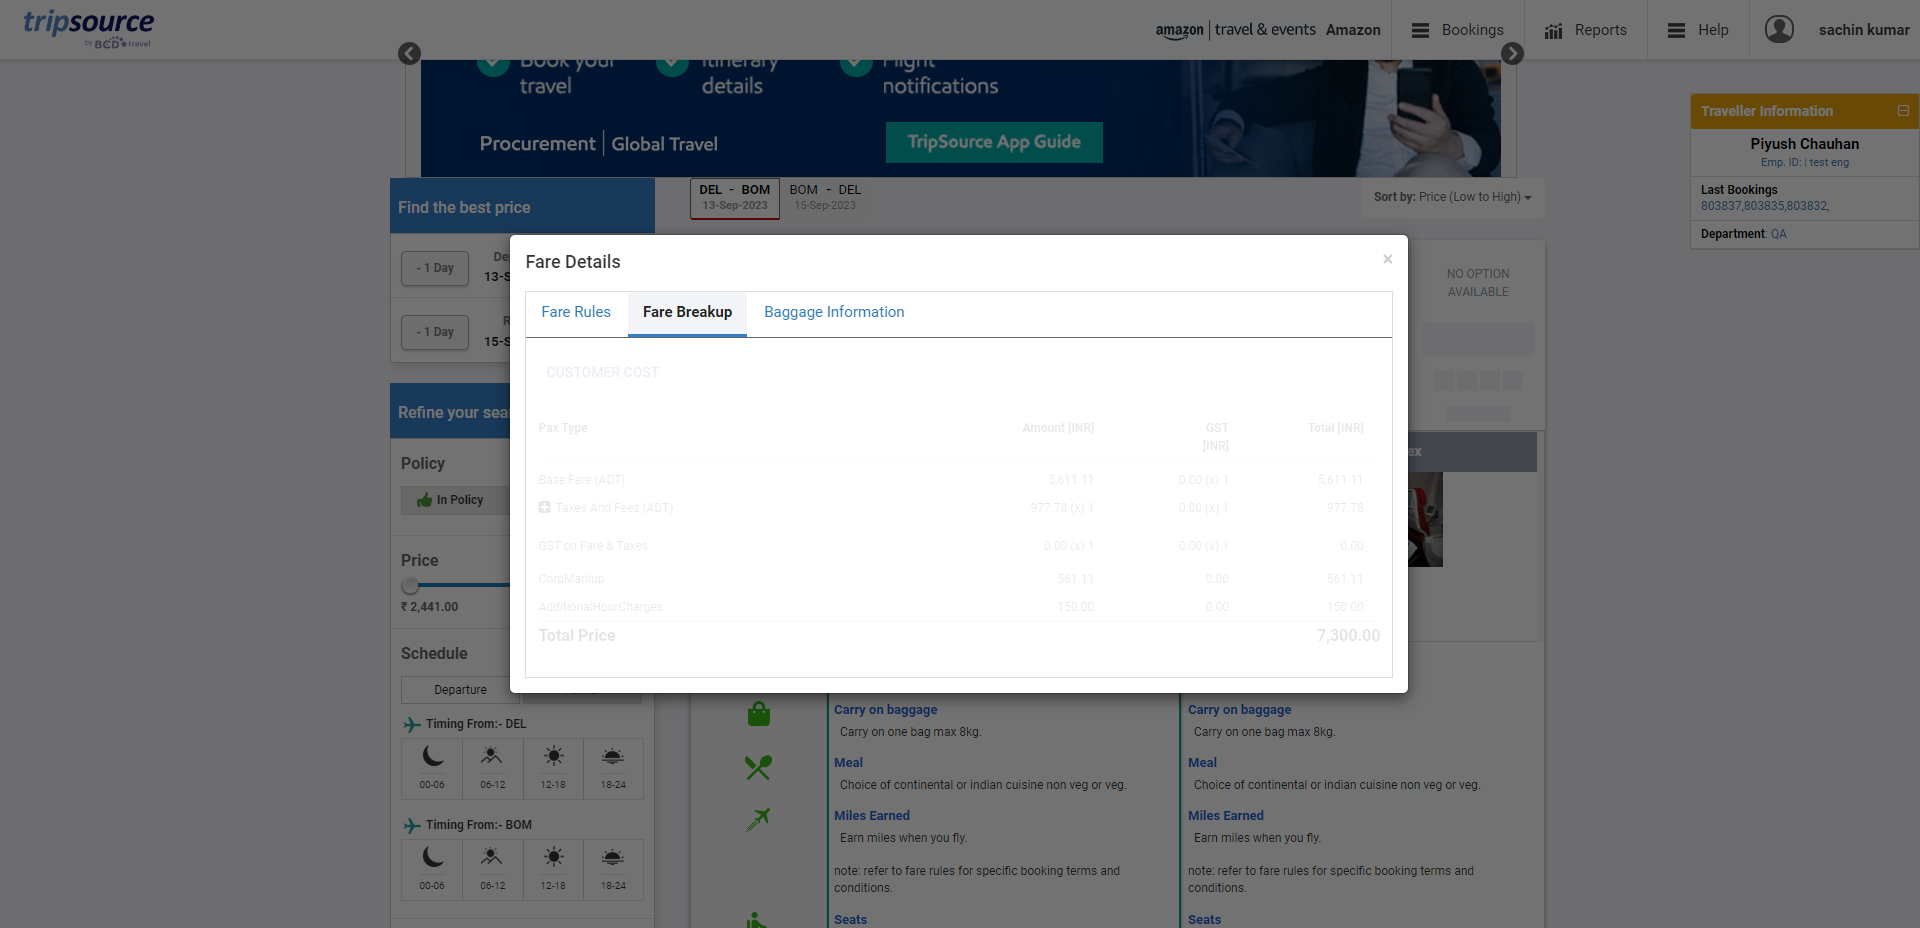 tripsource
by BCD travel
amazon | travel & events Amazon
Bookings
Reports
Help
sachin kumar
Book your travel
Itinerary details
Flight notifications
Procurement | Global Travel
TripSource App Guide
Traveller Information
Piyush Chauhan
Emp. ID: | test eng
Last Bookings
803837,803835,803832,
Department: QA
Find the best price
DEL - BOM
13-Sep-2023
BOM - DEL
15-Sep-2023
Sort by: Price (Low to High)
- 1 Day
De
13-S
- 1 Day
R
15-S
NO OPTION
AVAILABLE
ex
Refine your sea
Policy
In Policy
Price
₹ 2,441.00
Schedule
Departure
Timing From:- DEL
00-06
06-12
12-18
18-24
Timing From:- BOM
00-06
06-12
12-18
18-24
Fare Details
×
Fare Rules
Fare Breakup
Baggage Information
CUSTOMER COST
Pax Type Amount [INR] GST [INR] Total [INR]
Base Fare (ADT) 5,611.11 0.00 (x) 1 5,611.11
Taxes And Fees (ADT) 977.78 (x) 1 0.00 (x) 1 977.78
GST on Fare & Taxes 0.00 (x) 1 0.00 (x) 1 0.00
CorpMarkup 561.11 0.00 561.11
AdditionalHourCharges 150.00 0.00 150.00
Total Price 7,300.00
Carry on baggage
Carry on one bag max 8kg.
Meal
Choice of continental or indian cuisine non veg or veg.
Miles Earned
Earn miles when you fly.
note: refer to fare rules for specific booking terms and
conditions.
Seats
Carry on baggage
Carry on one bag max 8kg.
Meal
Choice of continental or indian cuisine non veg or veg.
Miles Earned
Earn miles when you fly.
note: refer to fare rules for specific booking terms and
conditions.
Seats